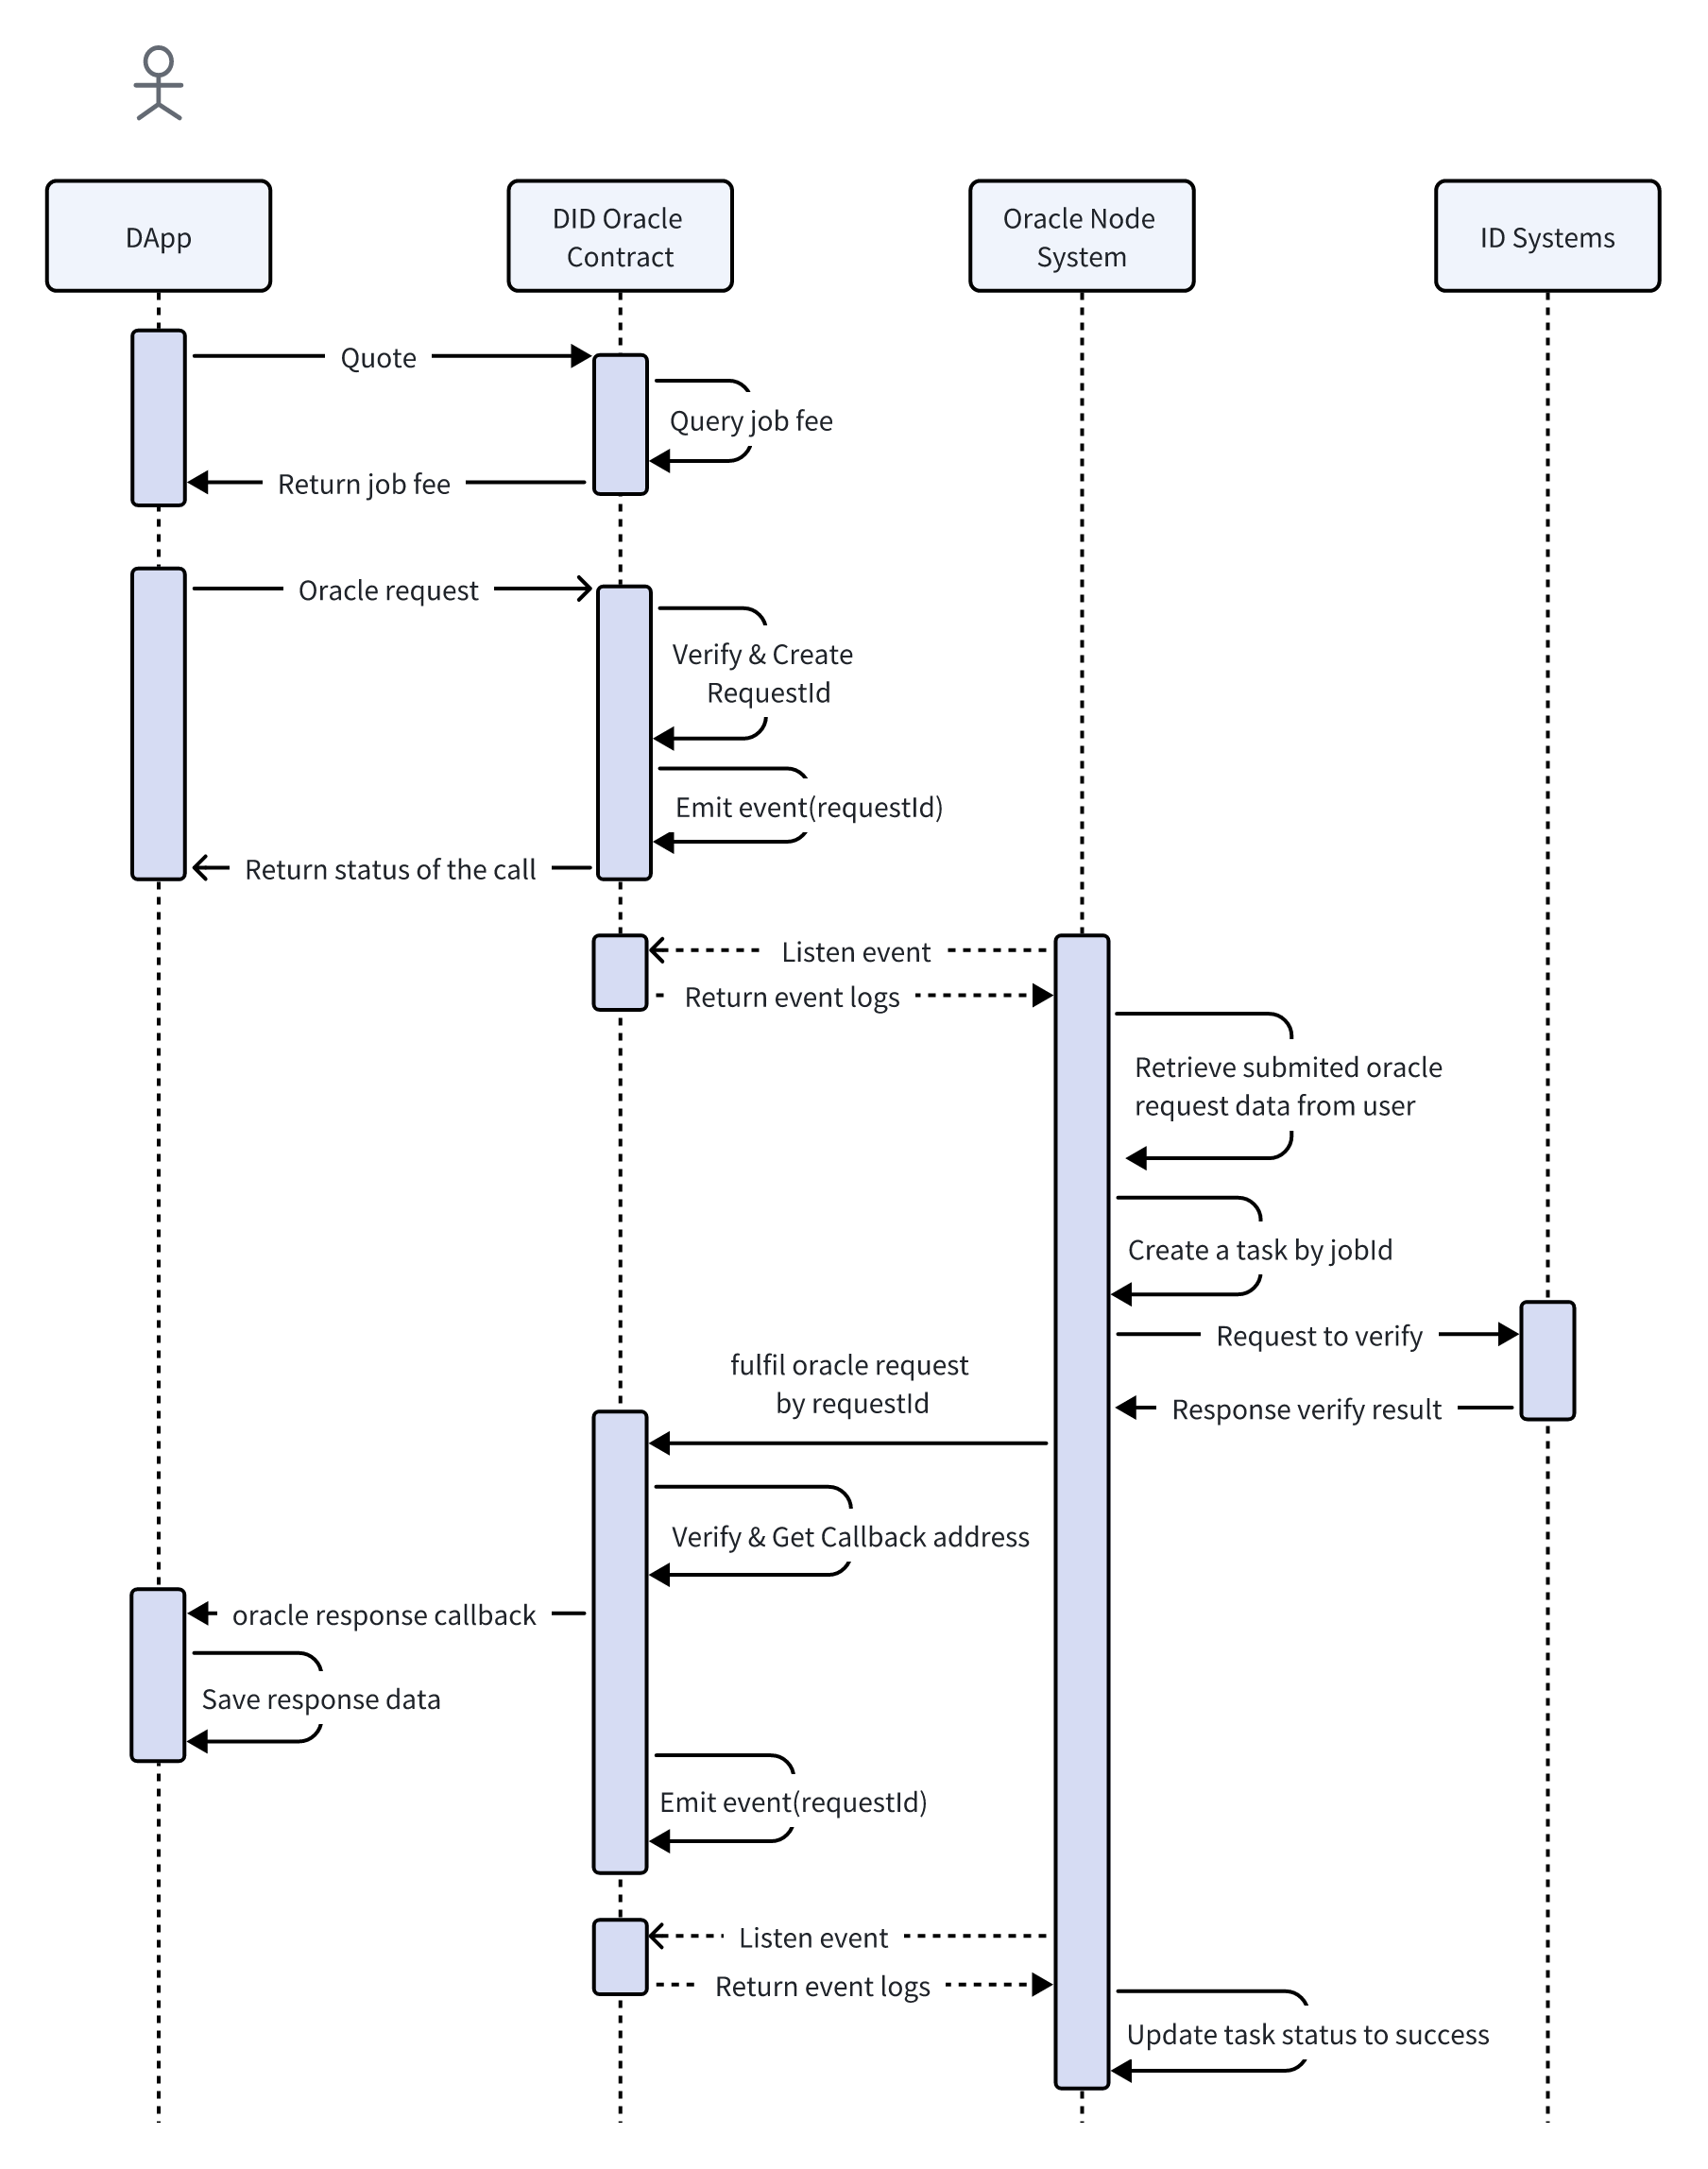 DApp
DID Oracle
Contract
Oracle Node
System
ID Systems
Quote
Query job fee
Return job fee
Oracle request
Verify & Create
RequestId
Emit event(requestId)
Return status of the call
Listen event
Return event logs
Retrieve submited oracle
request data from user
Create a task by jobId
Request to verify
fulfil oracle request
by requestId
Response verify result
Verify & Get Callback address
oracle response callback
Save response data
Emit event(requestId)
Listen event
Return event logs
Update task status to success